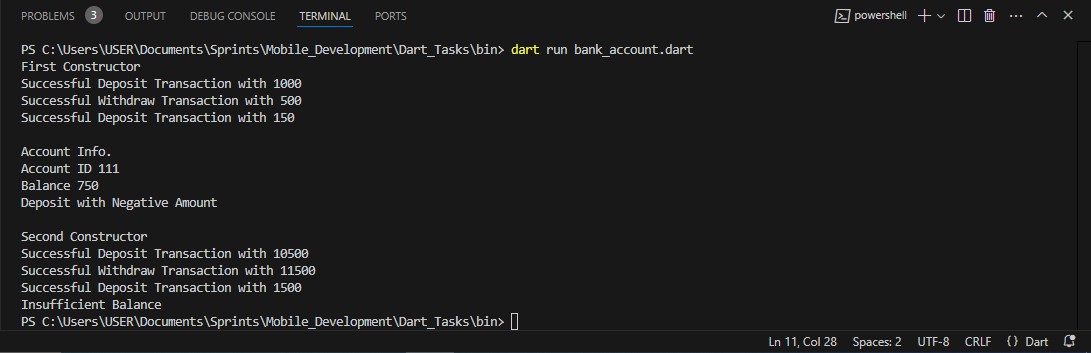 PROBLEMS 3 OUTPUT DEBUG CONSOLE TERMINAL PORTS powershell
PS C:\Users\USER\Documents\Sprints\Mobile_Development\Dart_Tasks\bin> dart run bank_account.dart
First Constructor
Successful Deposit Transaction with 1000
Successful Withdraw Transaction with 500
Successful Deposit Transaction with 150
Account Info.
Account ID 111
Balance 750
Deposit with Negative Amount
Second Constructor
Successful Deposit Transaction with 10500
Successful Withdraw Transaction with 11500
Successful Deposit Transaction with 1500
Insufficient Balance
PS C:\Users\USER\Documents\Sprints\Mobile_Development\Dart_Tasks\bin>
Ln 11, Col 28 Spaces: 2 UTF-8 CRLF {} Dart